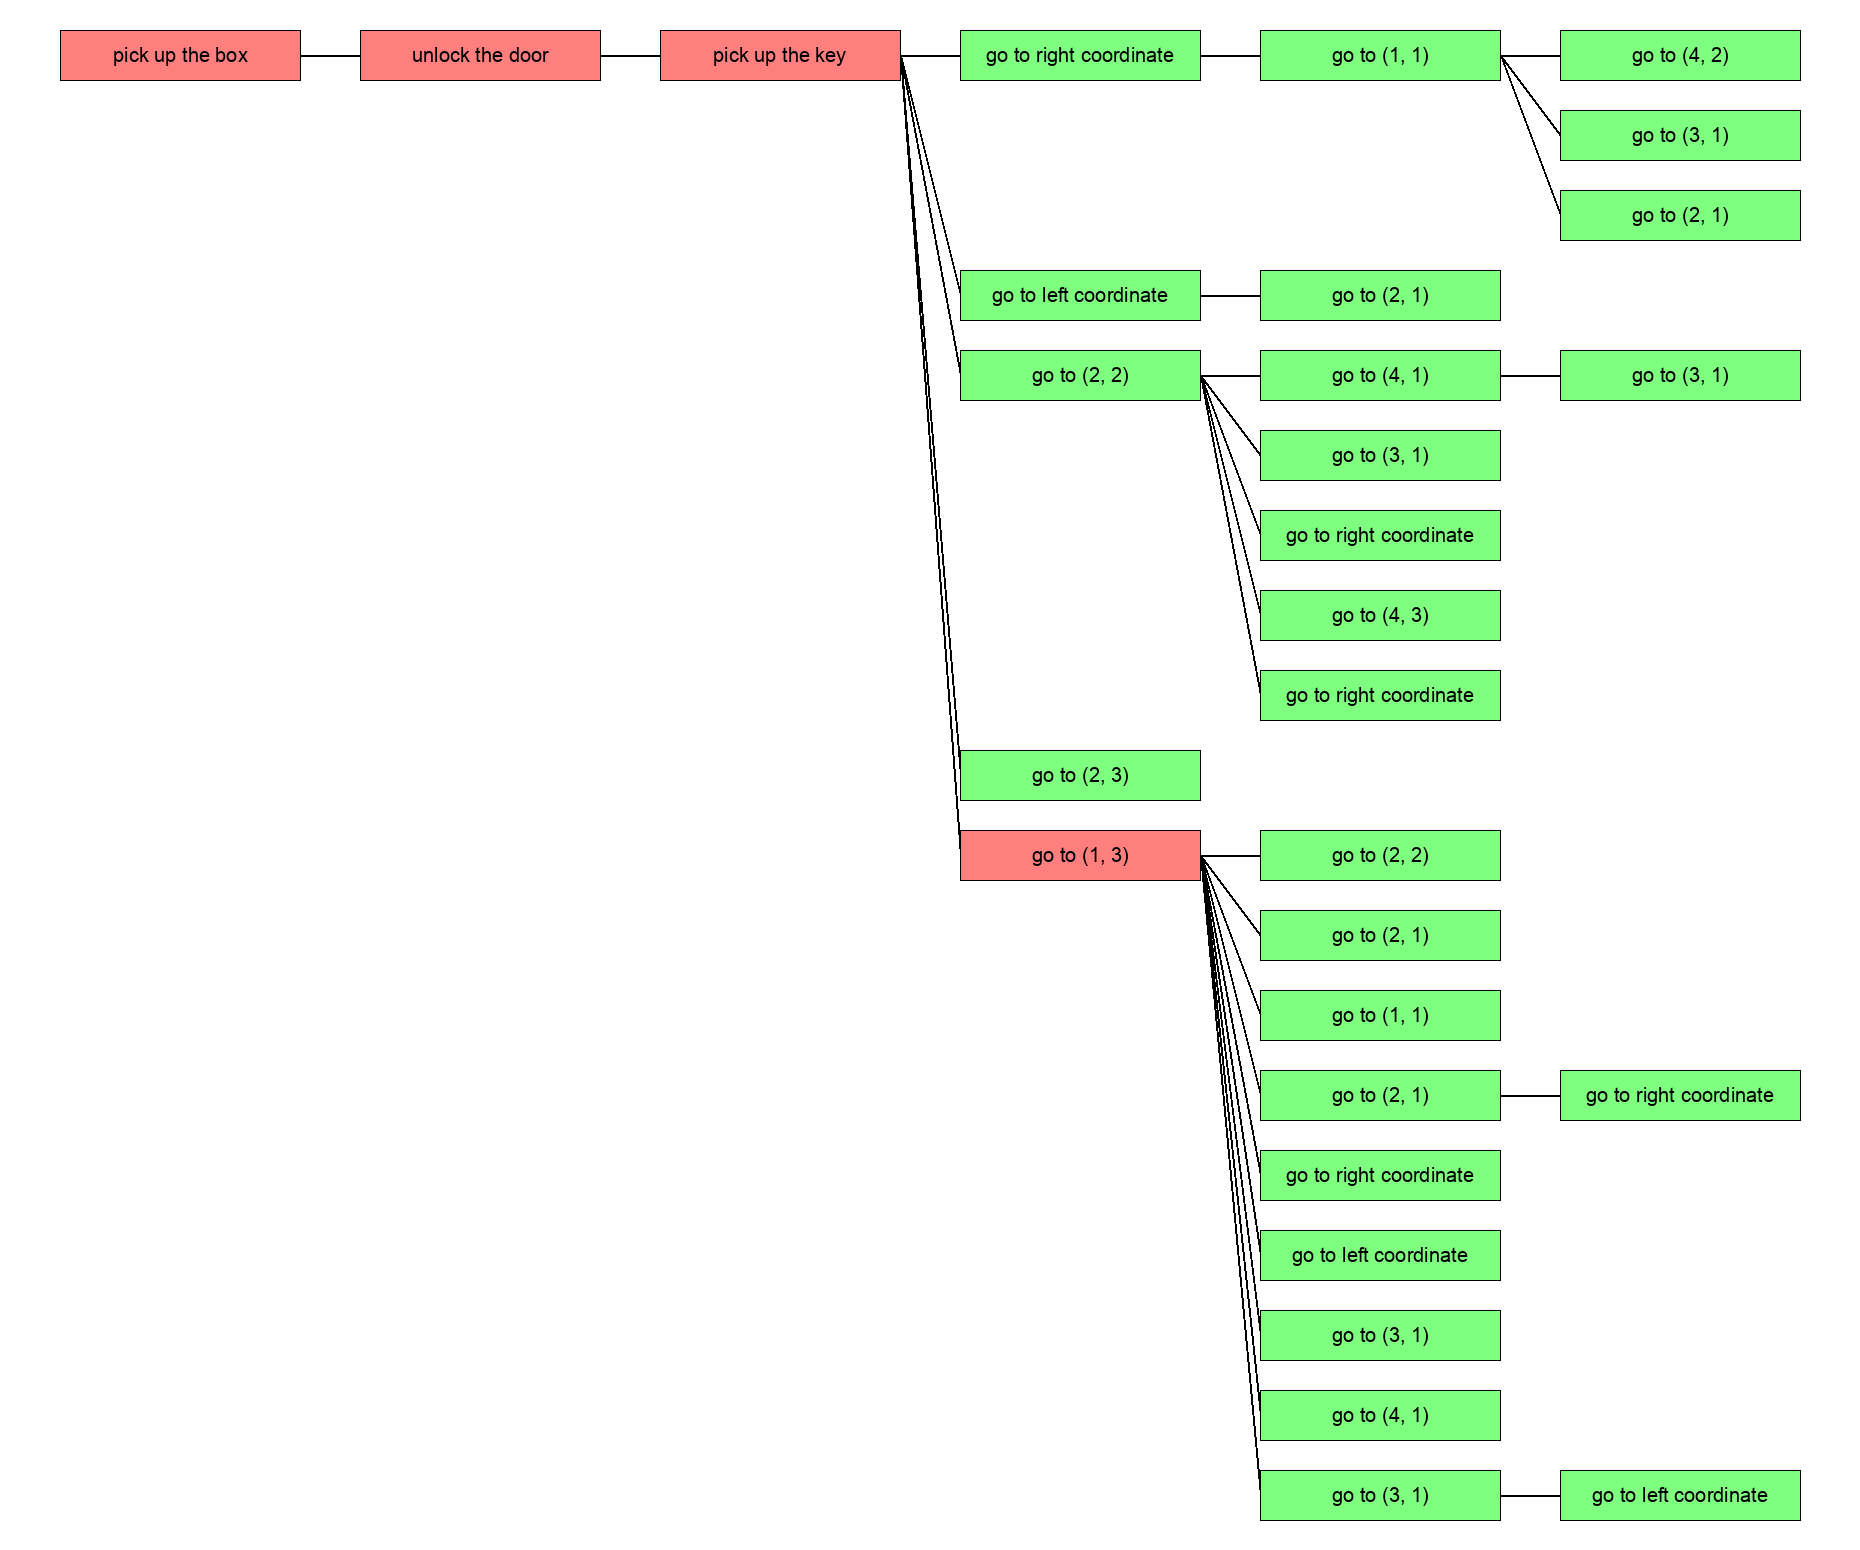 pick up the box
unlock the door
pick up the key
go to right coordinate
go to (1, 1)
go to (4, 2)
go to (3, 1)
go to (2, 1)
go to left coordinate
go to (2, 1)
go to (2, 2)
go to (4, 1)
go to (3, 1)
go to (3, 1)
go to right coordinate
go to (4, 3)
go to right coordinate
go to (2, 3)
go to (1, 3)
go to (2, 2)
go to (2, 1)
go to (1, 1)
go to (2, 1)
go to right coordinate
go to right coordinate
go to left coordinate
go to (3, 1)
go to (4, 1)
go to (3, 1)
go to left coordinate